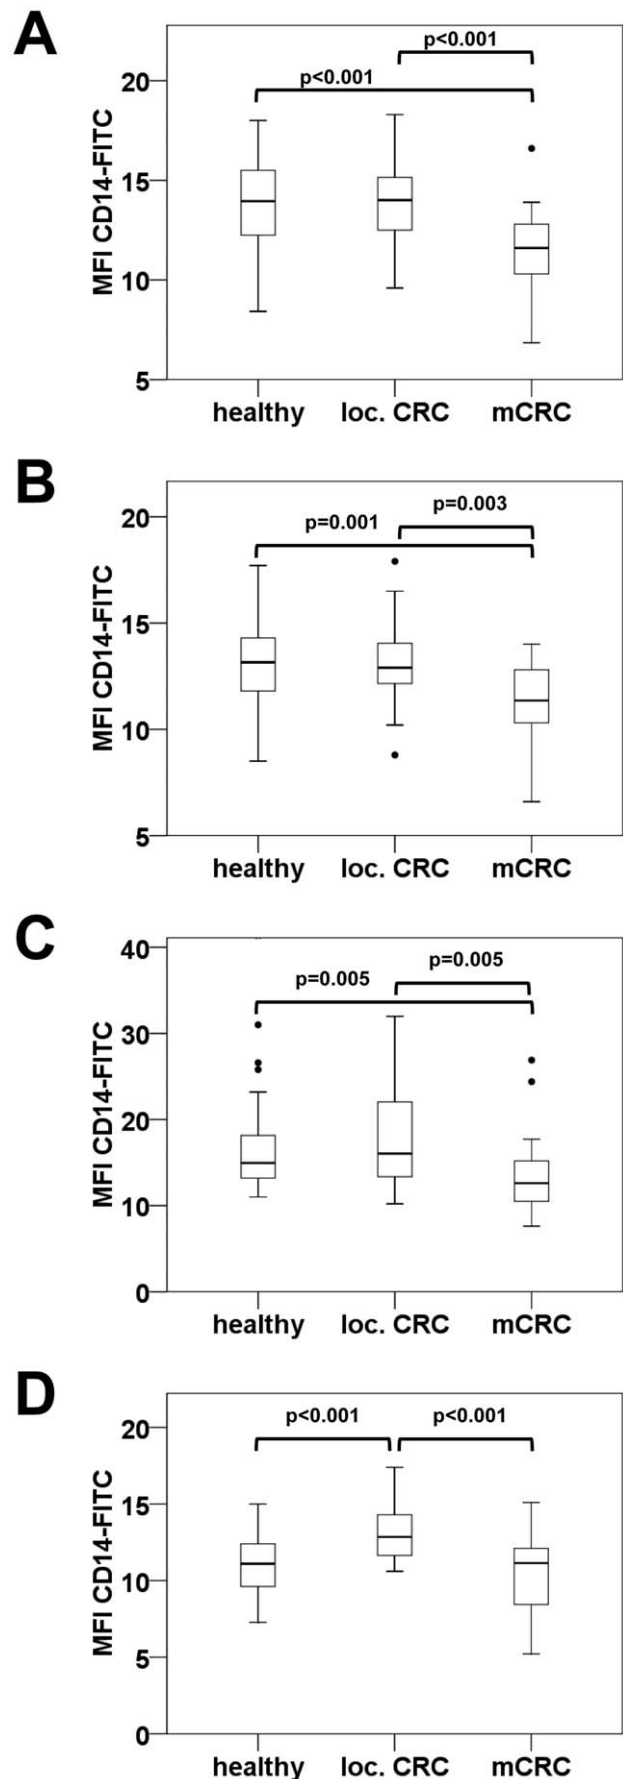 A
p<0.001
p<0.001
MFI CD14-FITC
20
15
10
5
healthy loc. CRC mCRC
B
p=0.003
p=0.001
MFI CD14-FITC
20
15
10
5
healthy loc. CRC mCRC
C
p=0.005
p=0.005
MFI CD14-FITC
40
30
20
10
0
healthy loc. CRC mCRC
D
p<0.001 p<0.001
MFI CD14-FITC
20
15
10
5
0
healthy loc. CRC mCRC